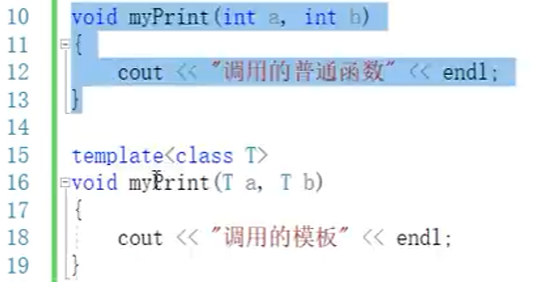 10 void myPrint(int a, int b)
11 {
12 cout << "调用的普通函数" << endl;
13 }
14
15 template<class T>
16 void myPrint(T a, T b)
17 {
18 cout << "调用的模板" << endl;
19 }